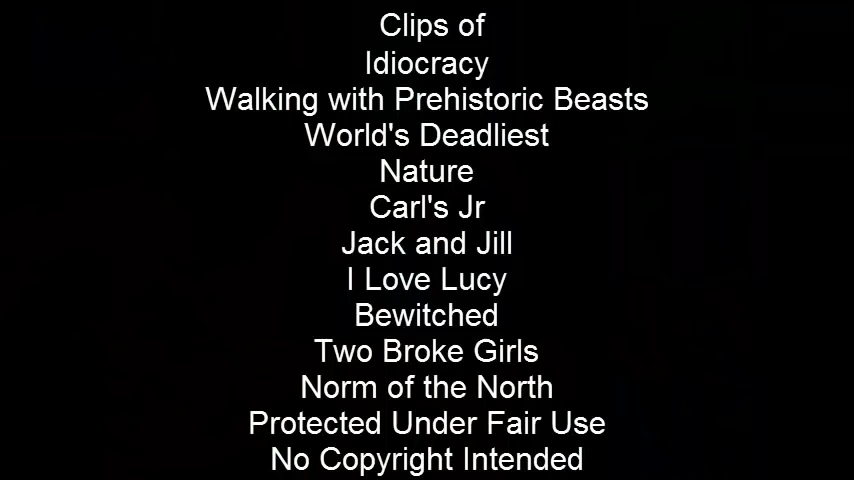 Clips of
Idiocracy
Walking with Prehistoric Beasts
World's Deadliest
Nature
Carl's Jr
Jack and Jill
I Love Lucy
Bewitched
Two Broke Girls
Norm of the North
Protected Under Fair Use
No Copyright Intended